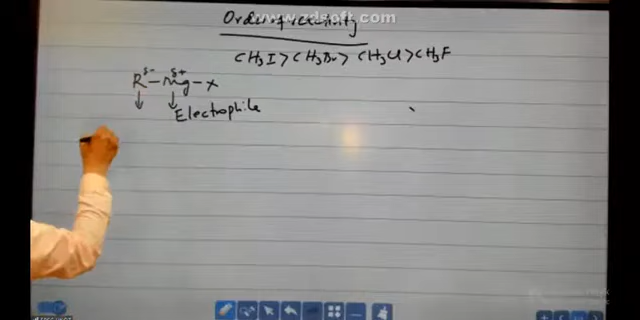 Order of reactivity
CH3I > CH3Br > CH3Cl > CH3F
R δ- – Mg δ+ – x
↓ ↓
Electrophile